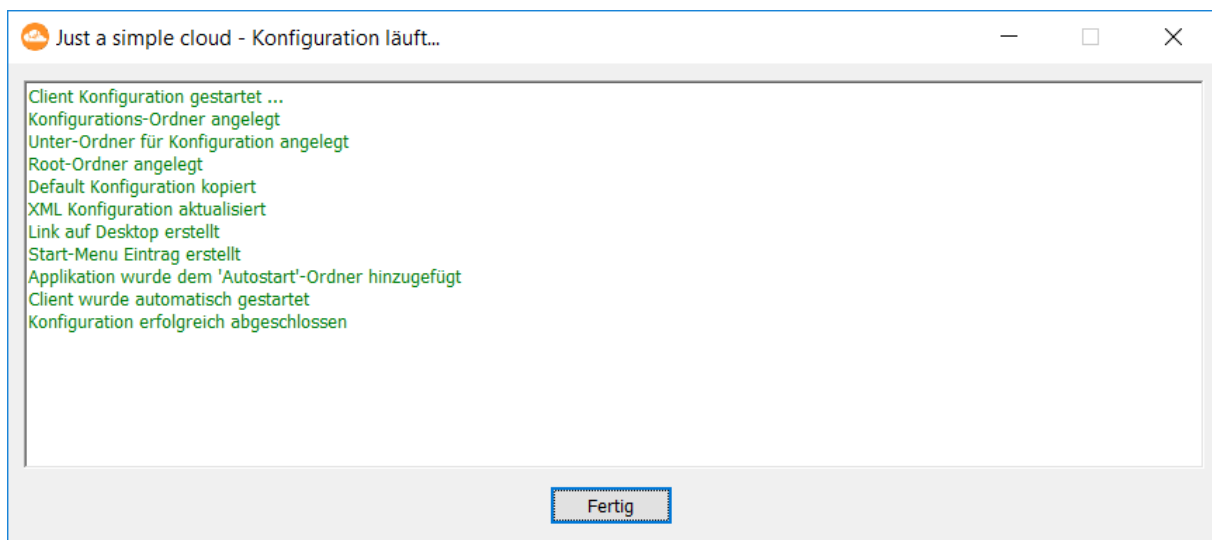 Just a simple cloud - Konfiguration läuft...
Client Konfiguration gestartet ...
Konfigurations-Ordner angelegt
Unter-Ordner für Konfiguration angelegt
Root-Ordner angelegt
Default Konfiguration kopiert
XML Konfiguration aktualisiert
Link auf Desktop erstellt
Start-Menu Eintrag erstellt
Applikation wurde dem 'Autostart'-Ordner hinzugefügt
Client wurde automatisch gestartet
Konfiguration erfolgreich abgeschlossen
Fertig